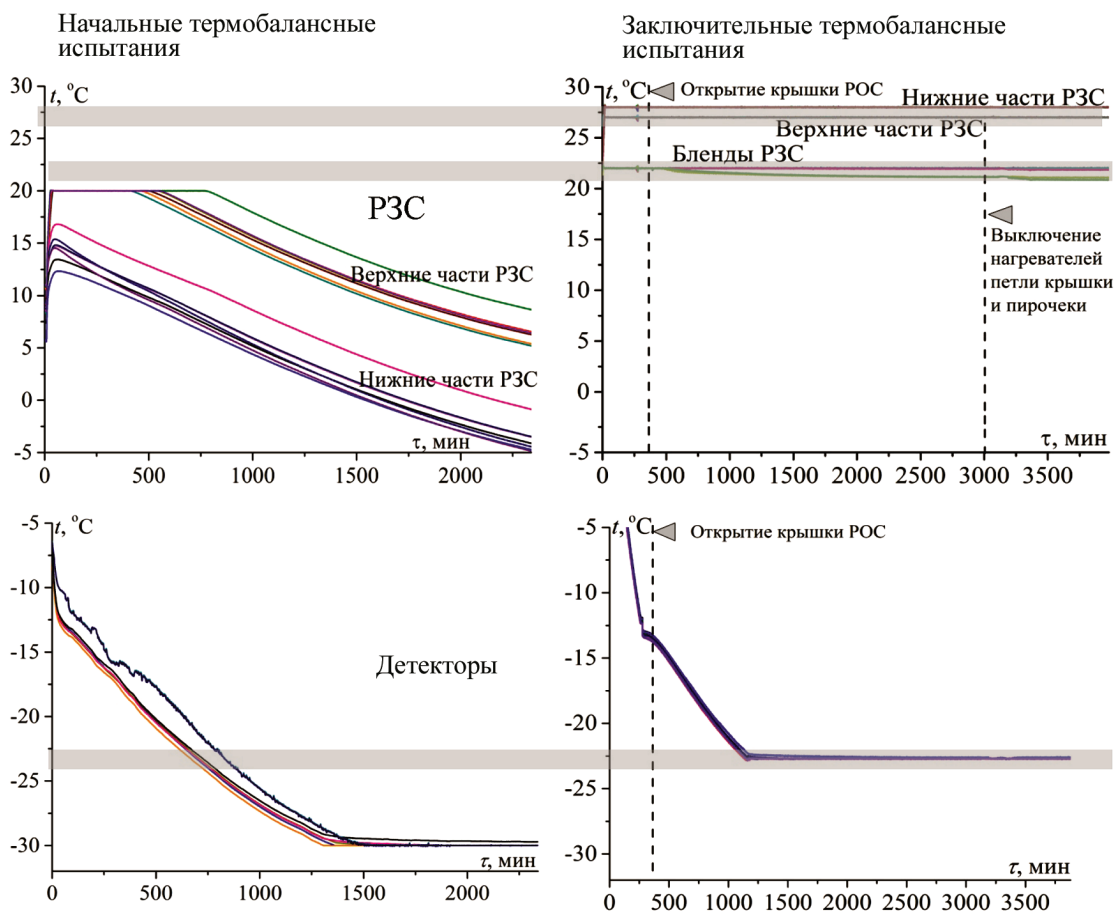 Начальные термобалансные
испытания
Заключительные термобалансные
испытания
t, °C
30
25
20
15
10
5
0
-5
РЗС
Верхние части РЗС
Нижние части РЗС
τ, мин
0 500 1000 1500 2000
t, °C
30
25
20
15
10
5
0
-5
Открытие крышки РОС
Нижние части РЗС
Верхние части РЗС
Бленды РЗС
Выключение
нагревателей
петли крышки
и пирочеки
τ, мин
0 500 1000 1500 2000 2500 3000 3500
t, °C
-5
-10
-15
-20
-25
-30
Детекторы
τ, мин
0 500 1000 1500 2000
t, °C
-5
-10
-15
-20
-25
-30
Открытие крышки РОС
τ, мин
0 500 1000 1500 2000 2500 3000 3500